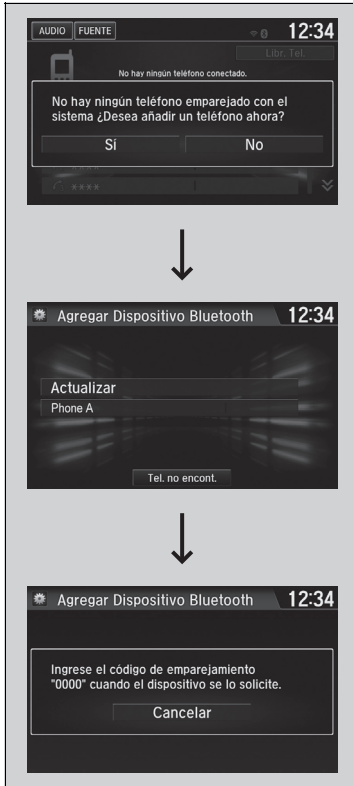 AUDIO FUENTE 12:34
Libr. Tel.
No hay ningún teléfono conectado.
No hay ningún teléfono emparejado con el
sistema ¿Desea añadir un teléfono ahora?
Sí No
****
****
Agregar Dispositivo Bluetooth 12:34
Actualizar
Phone A
Tel. no encont.
Agregar Dispositivo Bluetooth 12:34
Ingrese el código de emparejamiento
"0000" cuando el dispositivo se lo solicite.
Cancelar